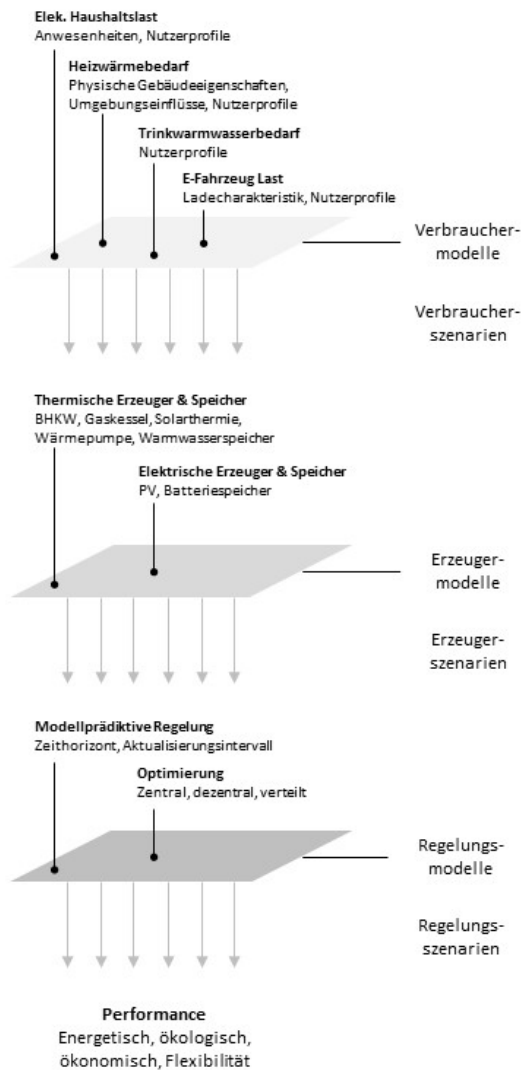 Elek. Haushaltslast
Anwesenheiten, Nutzerprofile
Heizwärmebedarf
Physische Gebäudeeigenschaften,
Umgebungseinflüsse, Nutzerprofile
Trinkwarmwasserbedarf
Nutzerprofile
E-Fahrzeug Last
Ladecharakteristik, Nutzerprofile
Verbraucher-
modelle
Verbraucher-
szenarien
Thermische Erzeuger & Speicher
BHKW, Gaskessel, Solarthermie,
Wärmepumpe, Warmwasserspeicher
Elektrische Erzeuger & Speicher
PV, Batteriespeicher
Erzeuger-
modelle
Erzeuger-
szenarien
Modellprädiktive Regelung
Zeithorizont, Aktualisierungsintervall
Optimierung
Zentral, dezentral, verteilt
Regelungs-
modelle
Regelungs-
szenarien
Performance
Energetisch, ökologisch,
ökonomisch, Flexibilität